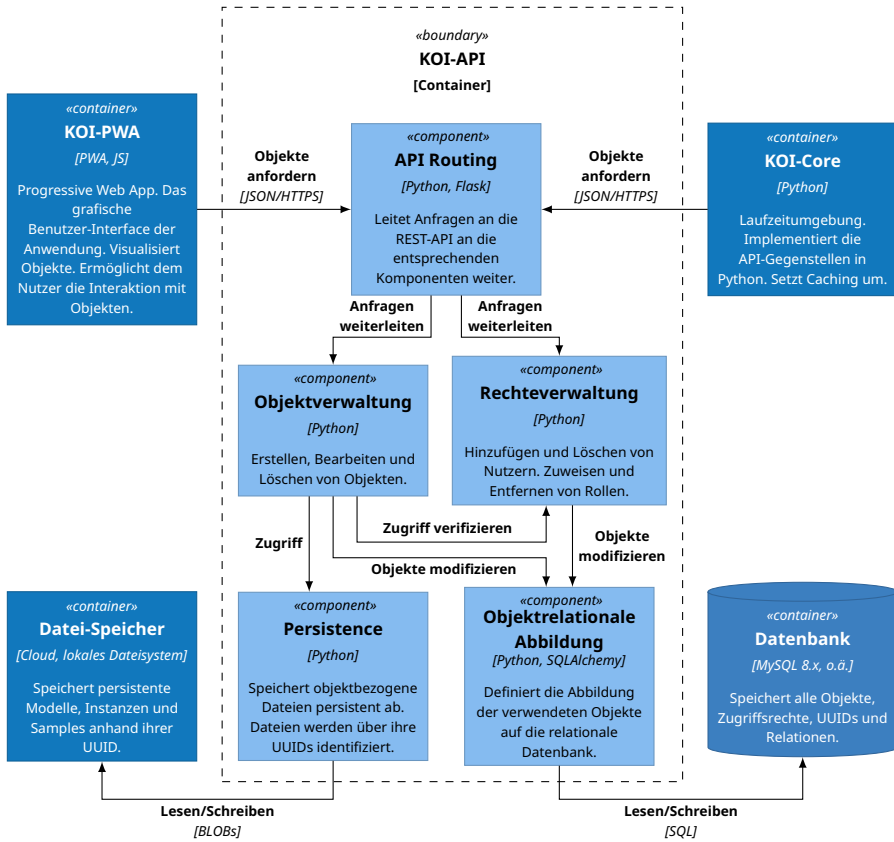 «boundary»
KOI-API
[Container]
«container»
KOI-PWA
[PWA, JS]
Progressive Web App. Das
grafische
Benutzer-Interface der
Anwendung. Visualisiert
Objekte. Ermöglicht dem
Nutzer die Interaktion mit
Objekten.
Objekte
anfordern
[JSON/HTTPS]
«component»
API Routing
[Python, Flask]
Leitet Anfragen an die
REST-API an die
entsprechenden
Komponenten weiter.
Objekte
anfordern
[JSON/HTTPS]
«container»
KOI-Core
[Python]
Laufzeitumgebung.
Implementiert die
API-Gegenstellen in
Python. Setzt Caching um.
Anfragen
weiterleiten
Anfragen
weiterleiten
«component»
Objektverwaltung
[Python]
Erstellen, Bearbeiten und
Löschen von Objekten.
«component»
Rechteverwaltung
[Python]
Hinzufügen und Löschen von
Nutzern. Zuweisen und
Entfernen von Rollen.
Zugriff
Zugriff verifizieren
Objekte modifizieren
Objekte
modifizieren
«container»
Datei-Speicher
[Cloud, lokales Dateisystem]
Speichert persistente
Modelle, Instanzen und
Samples anhand ihrer
UUID.
«component»
Persistence
[Python]
Speichert objektbezogene
Dateien persistent ab.
Dateien werden über ihre
UUIDs identifiziert.
«component»
Objektrelationale
Abbildung
[Python, SQLAlchemy]
Definiert die Abbildung
der verwendeten Objekte
auf die relationale
Datenbank.
«container»
Datenbank
[MySQL 8.x, o.ä.]
Speichert alle Objekte,
Zugriffsrechte, UUIDs und
Relationen.
Lesen/Schreiben
[BLOBs]
Lesen/Schreiben
[SQL]